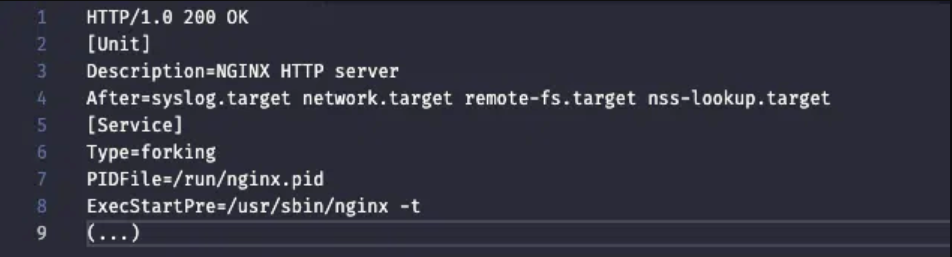 1 HTTP/1.0 200 OK
2 [Unit]
3 Description=NGINX HTTP server
4 After=syslog.target network.target remote-fs.target nss-lookup.target
5 [Service]
6 Type=forking
7 PIDFile=/run/nginx.pid
8 ExecStartPre=/usr/sbin/nginx -t
9 (...)